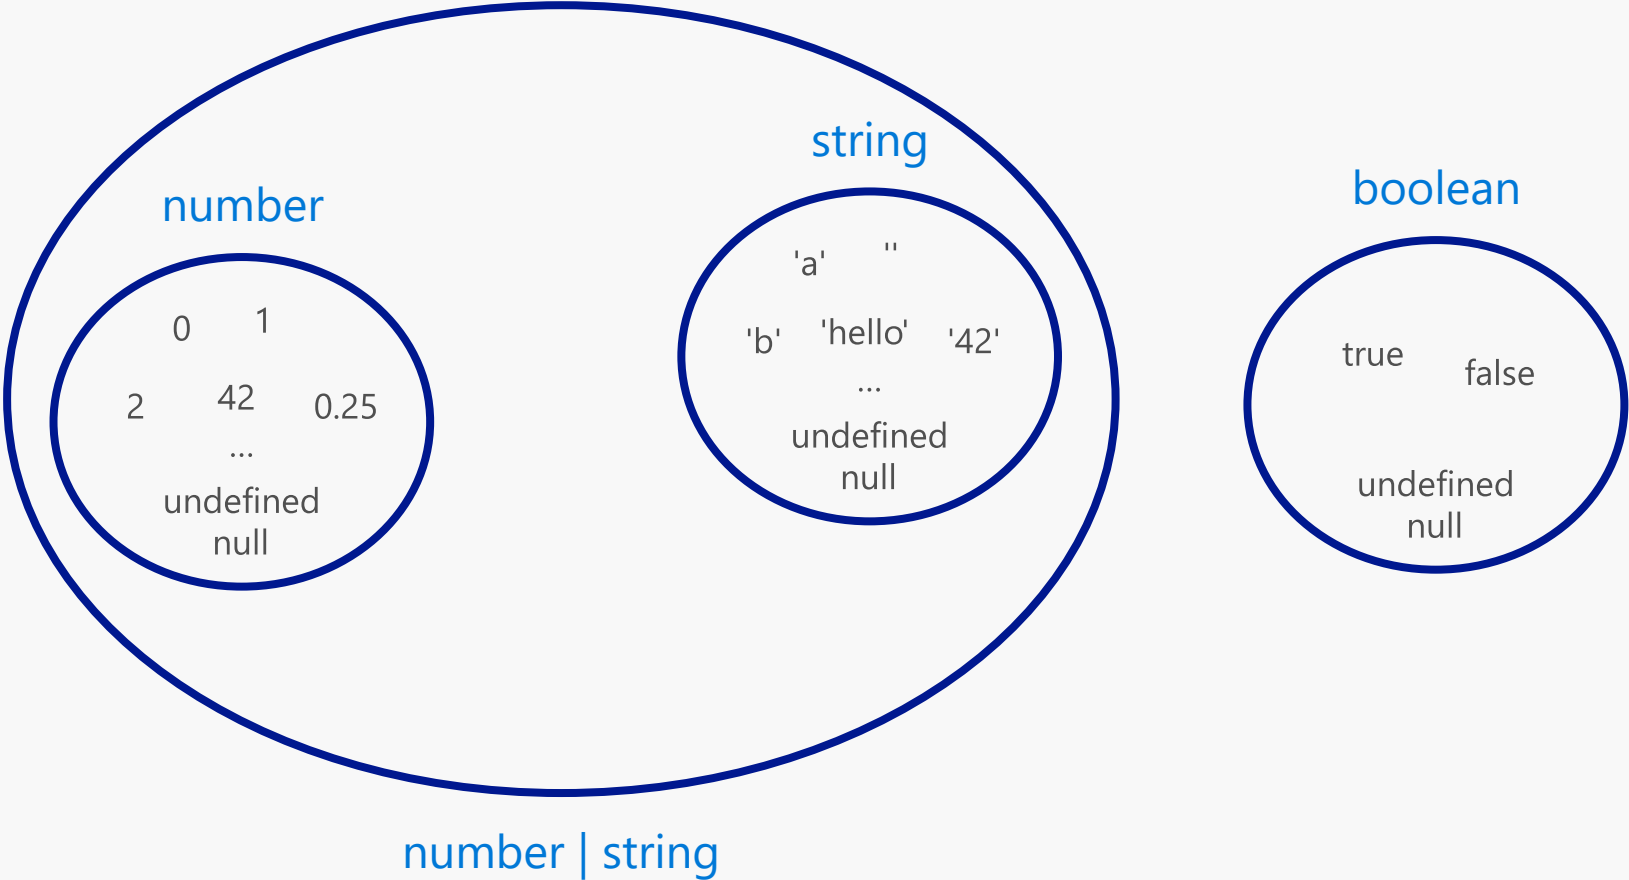 number
0 1
2 42 0.25
...
undefined
null
string
'a' ''
'b' 'hello' '42'
...
undefined
null
boolean
true false
undefined
null
number | string